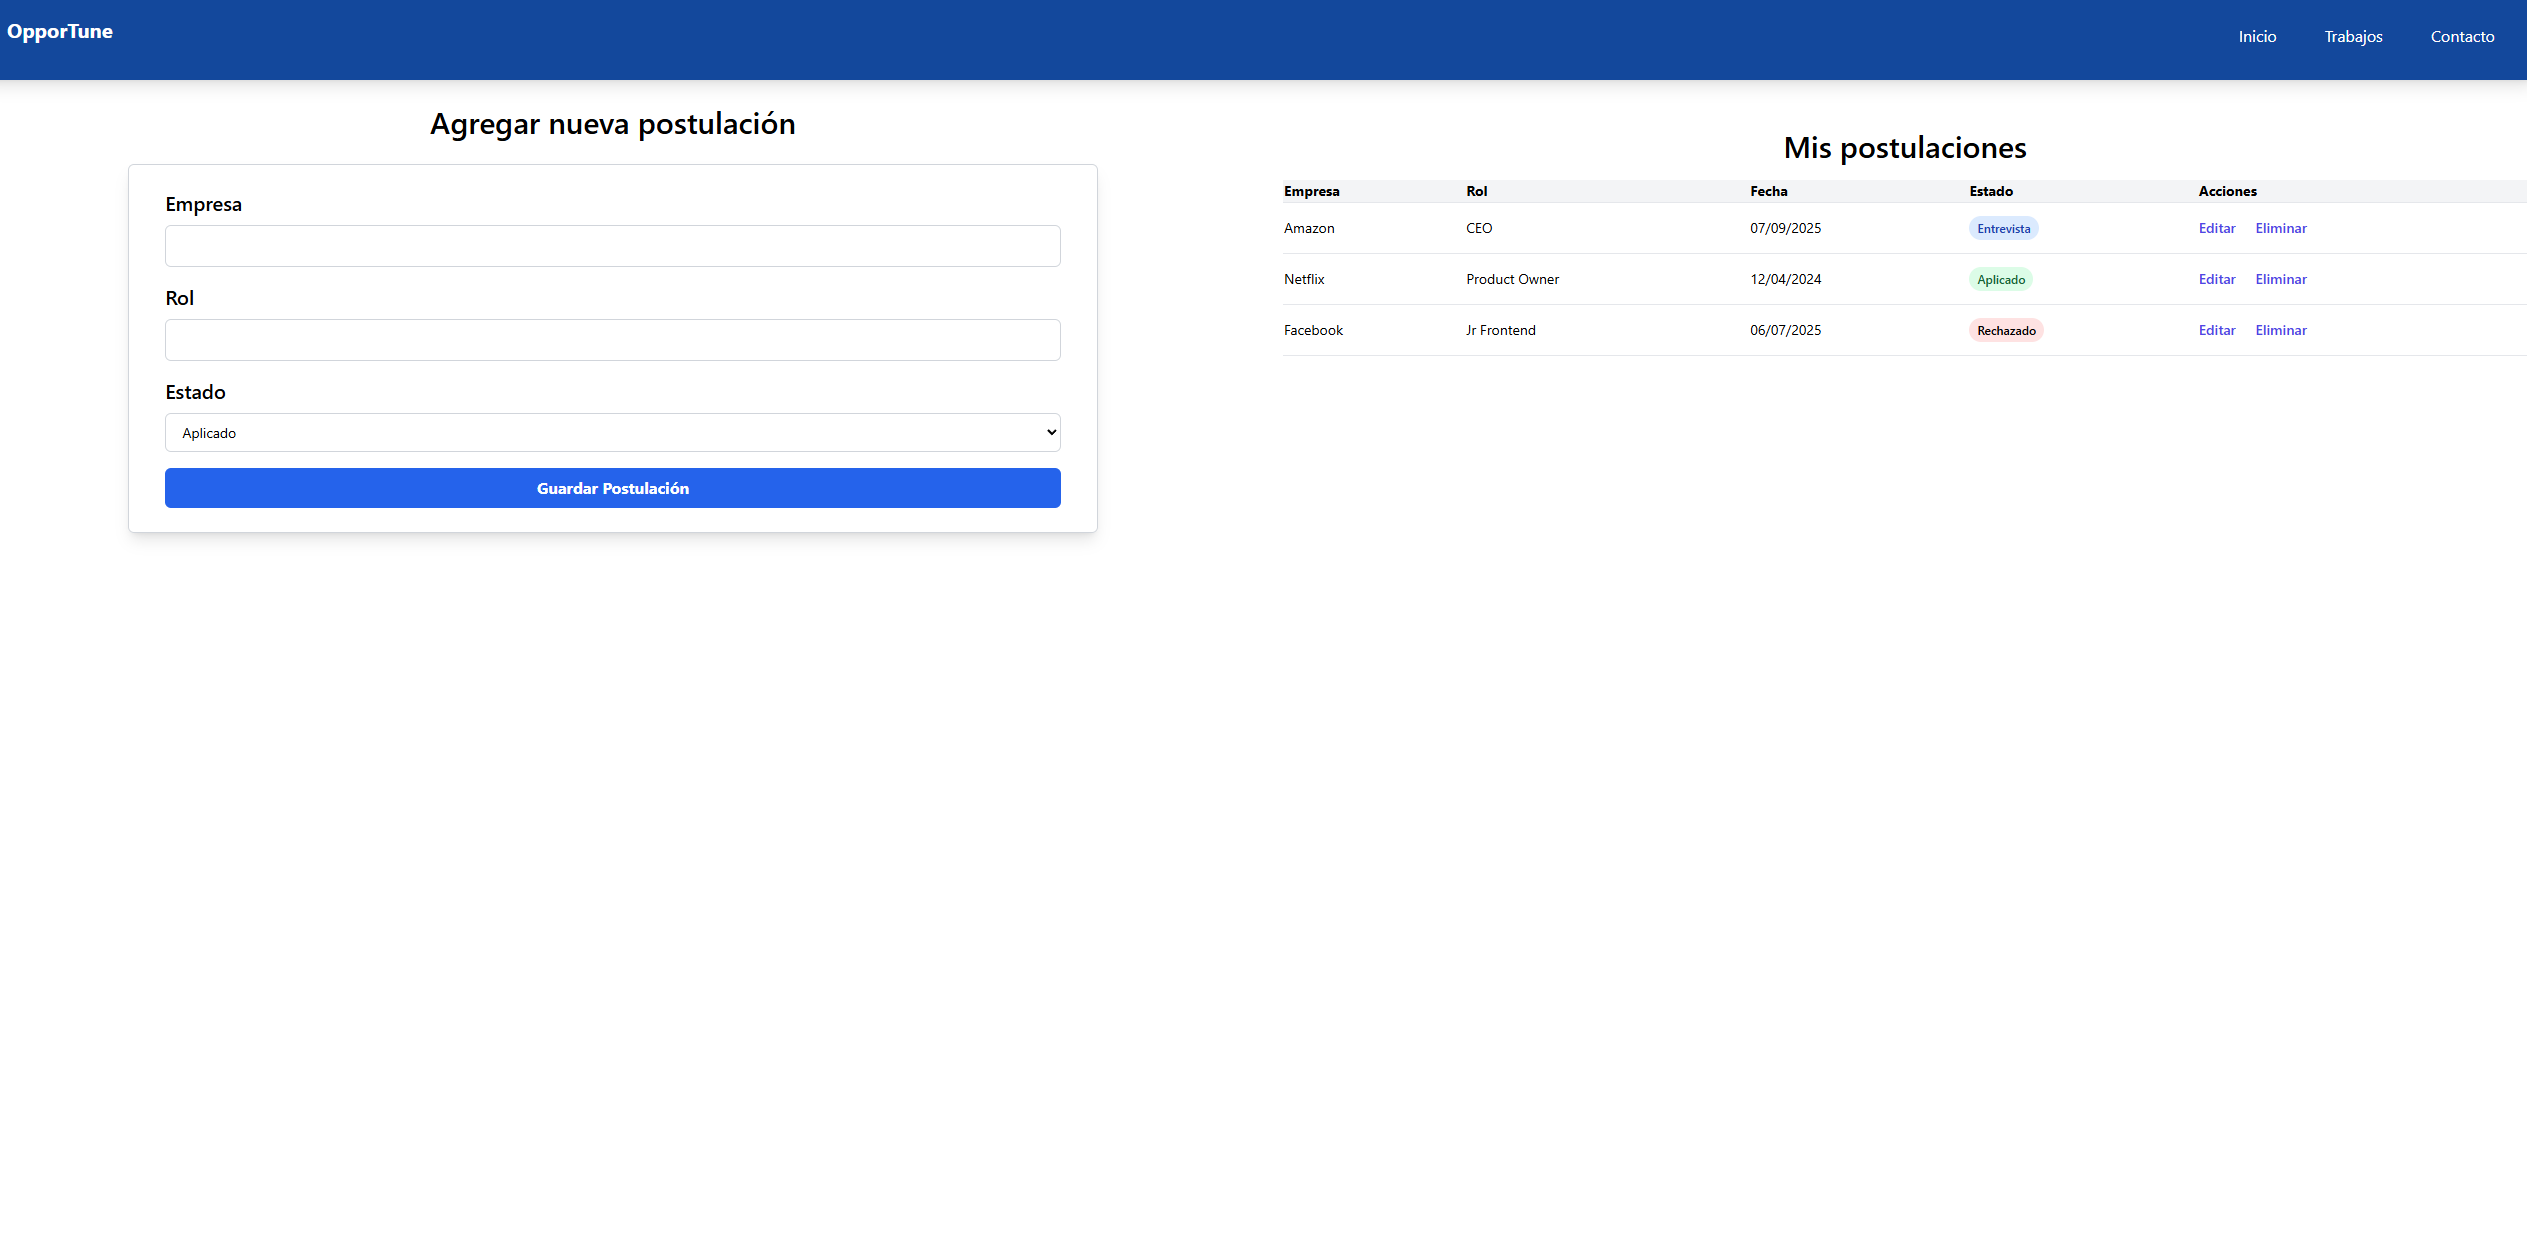 OpporTune
Inicio Trabajos Contacto
Agregar nueva postulación
Empresa
Rol
Estado
Aplicado
Guardar Postulación
Mis postulaciones
Empresa Rol Fecha Estado Acciones
Amazon CEO 07/09/2025 Entrevista Editar Eliminar
Netflix Product Owner 12/04/2024 Aplicado Editar Eliminar
Facebook Jr Frontend 06/07/2025 Rechazado Editar Eliminar